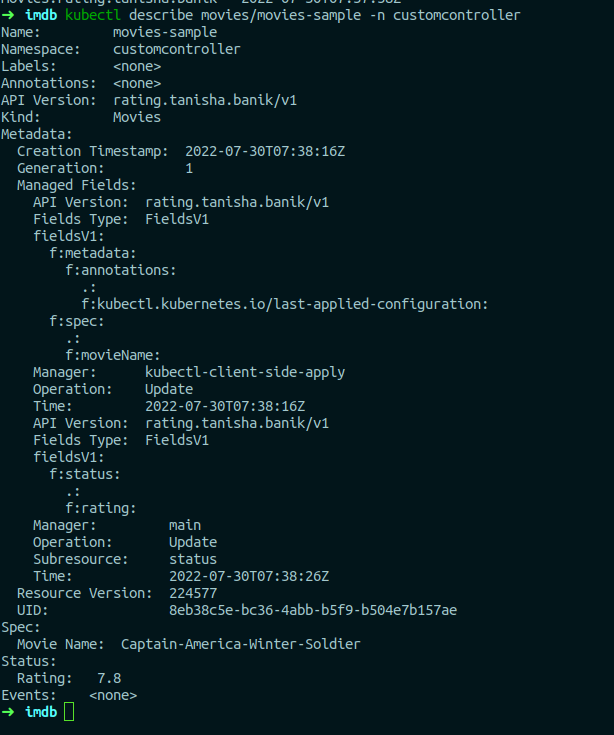 ➜  imdb kubectl describe movies/movies-sample -n customcontroller
Name:         movies-sample
Namespace:    customcontroller
Labels:       <none>
Annotations:  <none>
API Version:  rating.tanisha.banik/v1
Kind:         Movies
Metadata:
  Creation Timestamp:  2022-07-30T07:38:16Z
  Generation:          1
  Managed Fields:
    API Version:  rating.tanisha.banik/v1
    Fields Type:  FieldsV1
    fieldsV1:
      f:metadata:
        f:annotations:
          .:
          f:kubectl.kubernetes.io/last-applied-configuration:
      f:spec:
        .:
        f:movieName:
    Manager:      kubectl-client-side-apply
    Operation:    Update
    Time:         2022-07-30T07:38:16Z
    API Version:  rating.tanisha.banik/v1
    Fields Type:  FieldsV1
    fieldsV1:
      f:status:
        .:
        f:rating:
    Manager:         main
    Operation:       Update
    Subresource:     status
    Time:            2022-07-30T07:38:26Z
  Resource Version:  224577
  UID:               8eb38c5e-bc36-4abb-b5f9-b504e7b157ae
Spec:
  Movie Name:  Captain-America-Winter-Soldier
Status:
  Rating:   7.8
Events:    <none>
➜  imdb